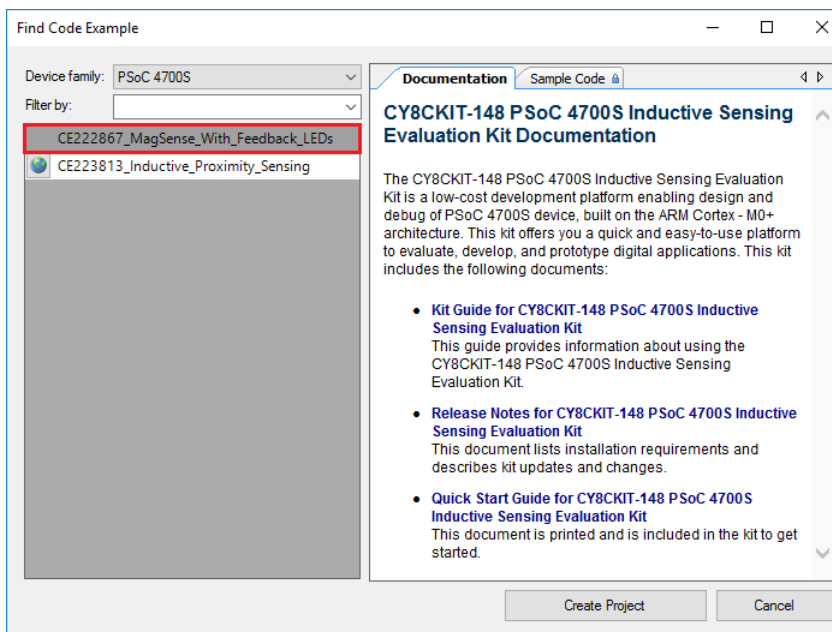 Find Code Example
Device family: PSoC 4700S
Filter by:
CE222867_MagSense_With_Feedback_LEDs
CE223813_Inductive_Proximity_Sensing
Documentation Sample Code
CY8CKIT-148 PSoC 4700S Inductive Sensing
Evaluation Kit Documentation
The CY8CKIT-148 PSoC 4700S Inductive Sensing Evaluation
Kit is a low-cost development platform enabling design and
debug of PSoC 4700S device, built on the ARM Cortex - M0+
architecture. This kit offers you a quick and easy-to-use platform
to evaluate, develop, and prototype digital applications. This kit
includes the following documents:
• Kit Guide for CY8CKIT-148 PSoC 4700S Inductive
Sensing Evaluation Kit
This guide provides information about using the
CY8CKIT-148 PSoC 4700S Inductive Sensing
Evaluation Kit.
• Release Notes for CY8CKIT-148 PSoC 4700S Inductive
Sensing Evaluation Kit
This document lists installation requirements and
describes kit updates and changes.
• Quick Start Guide for CY8CKIT-148 PSoC 4700S
Inductive Sensing Evaluation Kit
This document is printed and is included in the kit to get
started.
Create Project Cancel